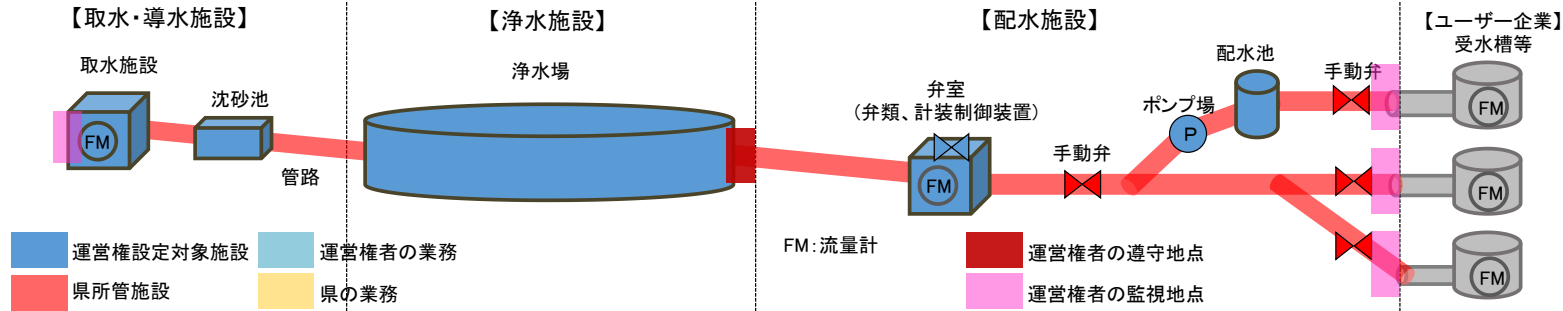 【取水・導水施設】
【浄水施設】
【配水施設】
【ユーザー企業】
受水槽等
取水施設
沈砂池
浄水場
弁室
（弁類、計装制御装置）
手動弁
ポンプ場
配水池
手動弁
FM
管路
FM
P
FM
FM
FM
FM：流量計
運営権設定対象施設
運営権者の業務
県所管施設
県の業務
運営権者の遵守地点
運営権者の監視地点